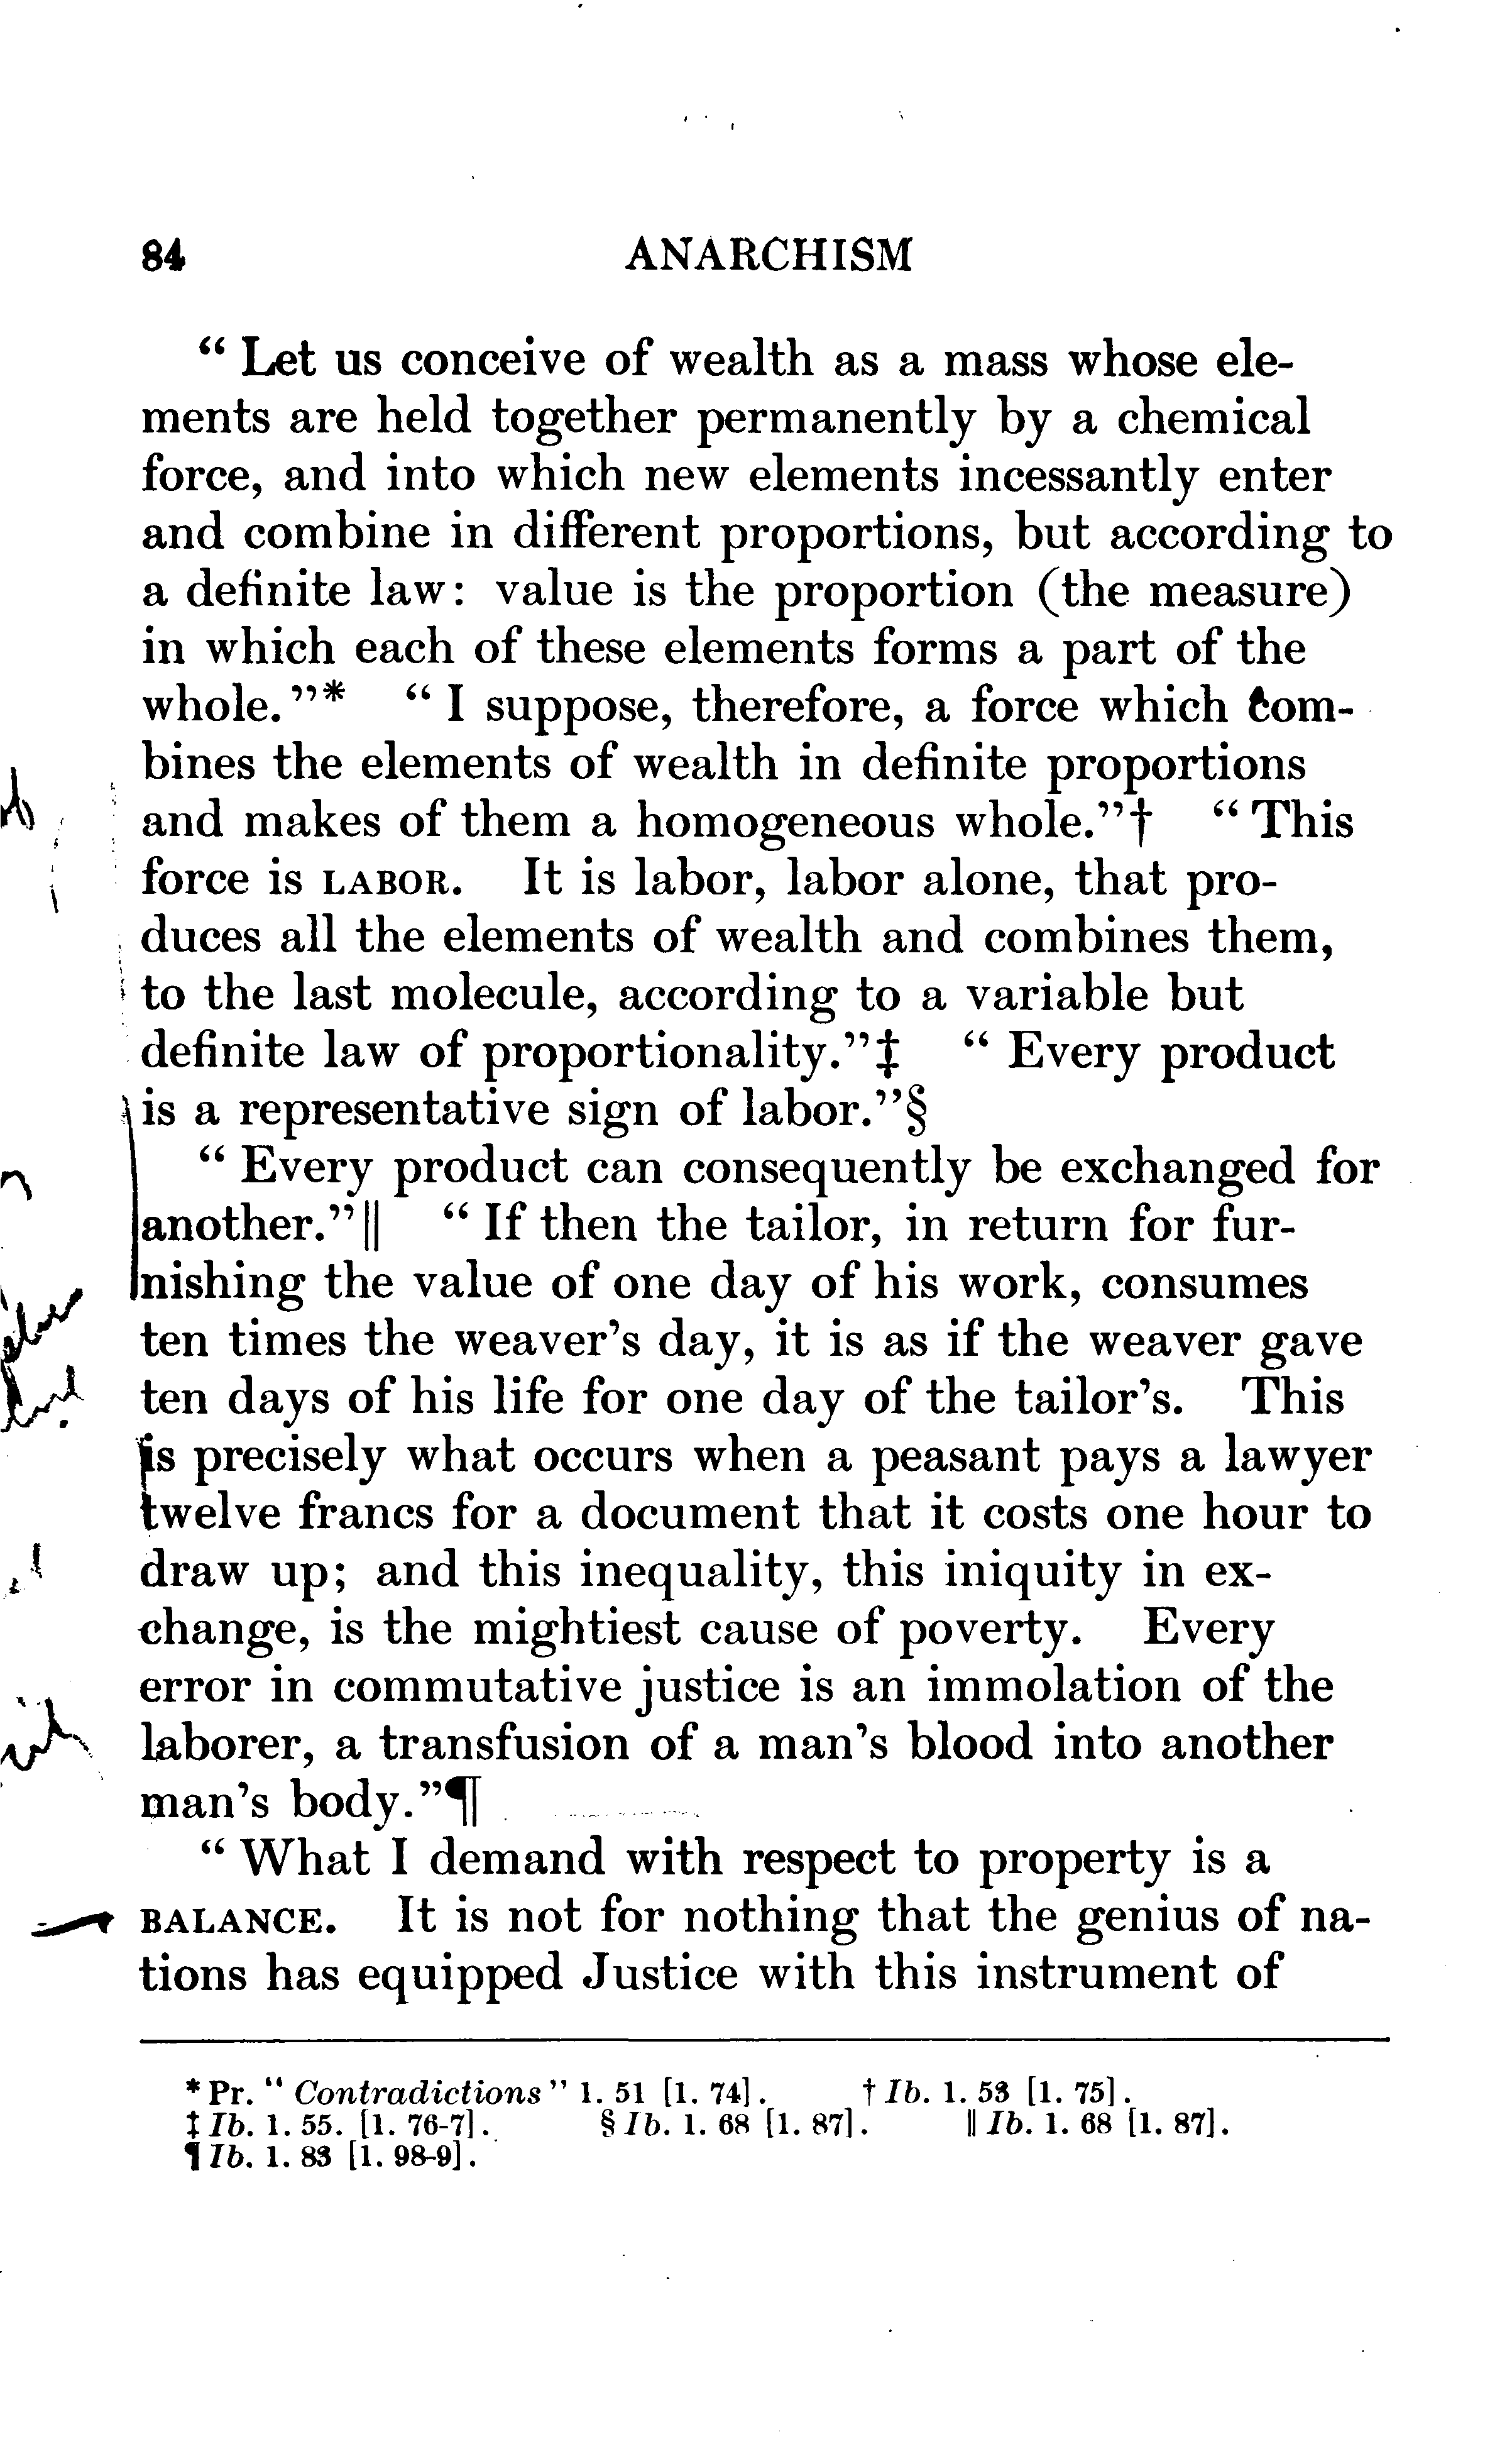 84 ANARCHISM
“ Let us conceive of wealth as a mass whose ele-
ments are held together permanently by a chemical
force, and into which new elements incessantly enter
and combine in different proportions, but according to
a definite law: value is the proportion (the measure)
in which each of these elements forms a part of the
whole.”* “ I suppose, therefore, a force which com-
bines the elements of wealth in definite proportions
and makes of them a homogeneous whole.”† “ This
force is LABOR. It is labor, labor alone, that pro-
duces all the elements of wealth and combines them,
to the last molecule, according to a variable but
definite law of proportionality.”‡ “ Every product
is a representative sign of labor.”§
“ Every product can consequently be exchanged for
another.”‖ “ If then the tailor, in return for fur-
nishing the value of one day of his work, consumes
ten times the weaver’s day, it is as if the weaver gave
ten days of his life for one day of the tailor’s. This
is precisely what occurs when a peasant pays a lawyer
twelve francs for a document that it costs one hour to
draw up; and this inequality, this iniquity in ex-
change, is the mightiest cause of poverty. Every
error in commutative justice is an immolation of the
laborer, a transfusion of a man’s blood into another
man’s body.”¶
“ What I demand with respect to property is a
BALANCE. It is not for nothing that the genius of na-
tions has equipped Justice with this instrument of
* Pr. “ Contradictions ” 1. 51 [1. 74]. † Ib. 1. 53 [1. 75].
‡ Ib. 1. 55. [1. 76-7]. § Ib. 1. 68 [1. 87]. ‖ Ib. 1. 68 [1. 87].
¶ Ib. 1. 83 [1. 98-9].